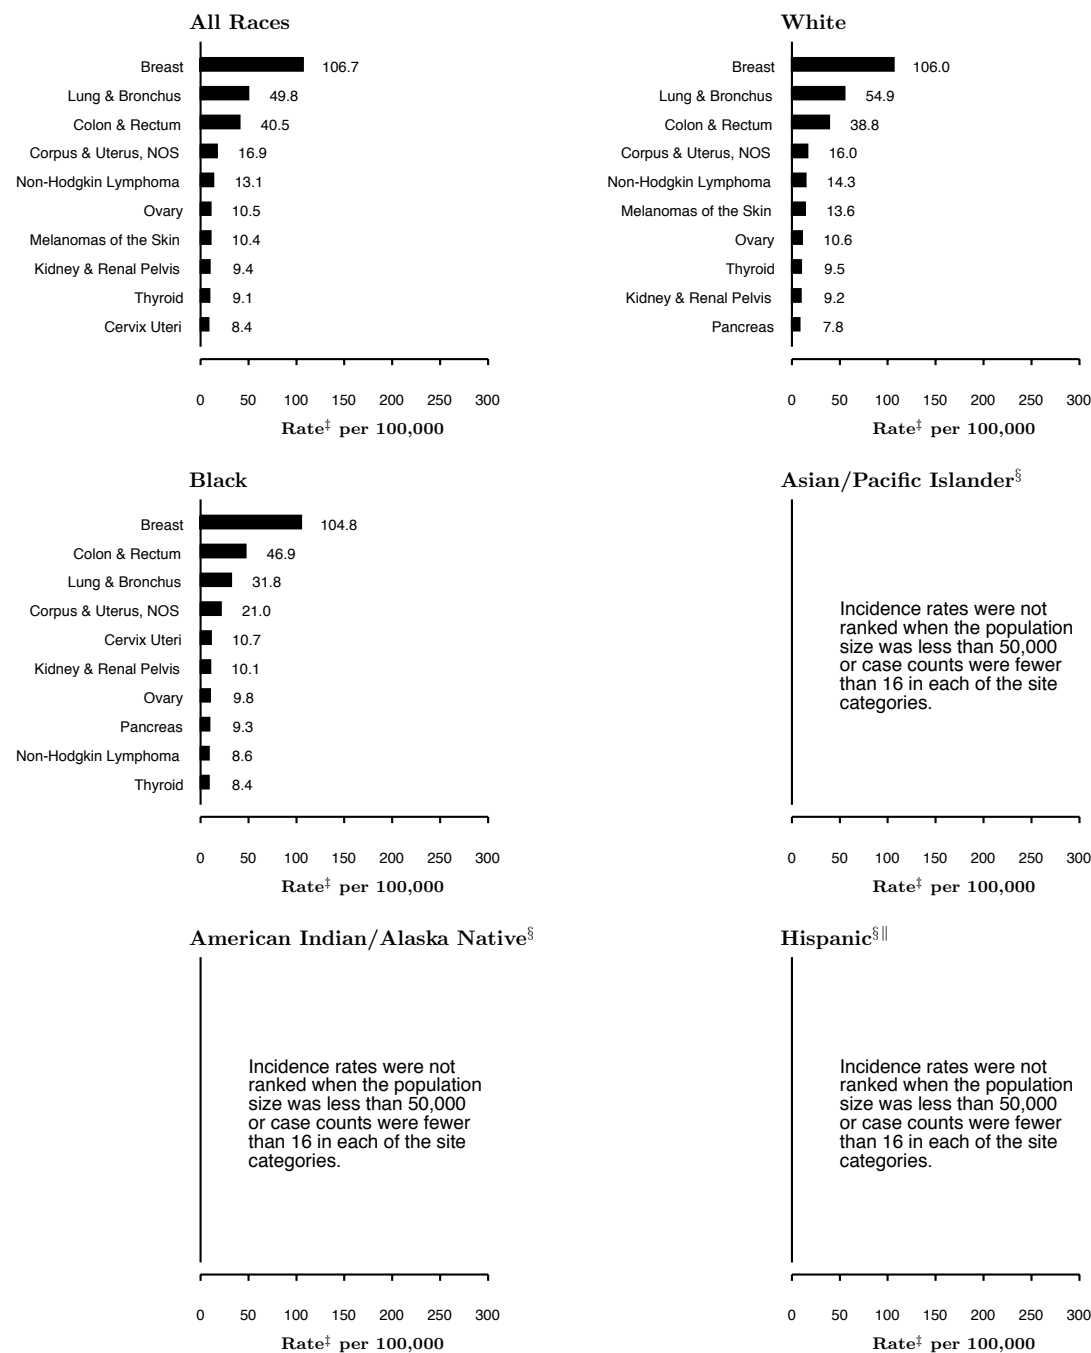 All Races
Breast 106.7
Lung & Bronchus 49.8
Colon & Rectum 40.5
Corpus & Uterus, NOS 16.9
Non-Hodgkin Lymphoma 13.1
Ovary 10.5
Melanomas of the Skin 10.4
Kidney & Renal Pelvis 9.4
Thyroid 9.1
Cervix Uteri 8.4
0 50 100 150 200 250 300
Rate‡ per 100,000
White
Breast 106.0
Lung & Bronchus 54.9
Colon & Rectum 38.8
Corpus & Uterus, NOS 16.0
Non-Hodgkin Lymphoma 14.3
Melanomas of the Skin 13.6
Ovary 10.6
Thyroid 9.5
Kidney & Renal Pelvis 9.2
Pancreas 7.8
0 50 100 150 200 250 300
Rate‡ per 100,000
Black
Breast 104.8
Colon & Rectum 46.9
Lung & Bronchus 31.8
Corpus & Uterus, NOS 21.0
Cervix Uteri 10.7
Kidney & Renal Pelvis 10.1
Ovary 9.8
Pancreas 9.3
Non-Hodgkin Lymphoma 8.6
Thyroid 8.4
0 50 100 150 200 250 300
Rate‡ per 100,000
Asian/Pacific Islander§
Incidence rates were not
ranked when the population
size was less than 50,000
or case counts were fewer
than 16 in each of the site
categories.
0 50 100 150 200 250 300
Rate‡ per 100,000
American Indian/Alaska Native§
Incidence rates were not
ranked when the population
size was less than 50,000
or case counts were fewer
than 16 in each of the site
categories.
0 50 100 150 200 250 300
Rate‡ per 100,000
Hispanic§‖
Incidence rates were not
ranked when the population
size was less than 50,000
or case counts were fewer
than 16 in each of the site
categories.
0 50 100 150 200 250 300
Rate‡ per 100,000